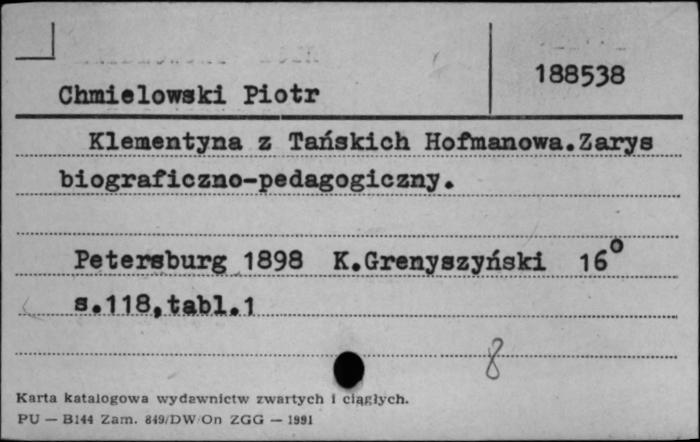 188538
Chmielowski Piotr
Klementyna z Tańskich Hofmanowa.Zarys
biograficzno-pedagogiczny.
Petersburg 1898 K.Grenyszyński 16°
s.118,tabl.1
8
Karta katalogowa wydawnictw zwartych i ciągłych.
PU — B144 Zam. 849/DW/On ZGG — 1991